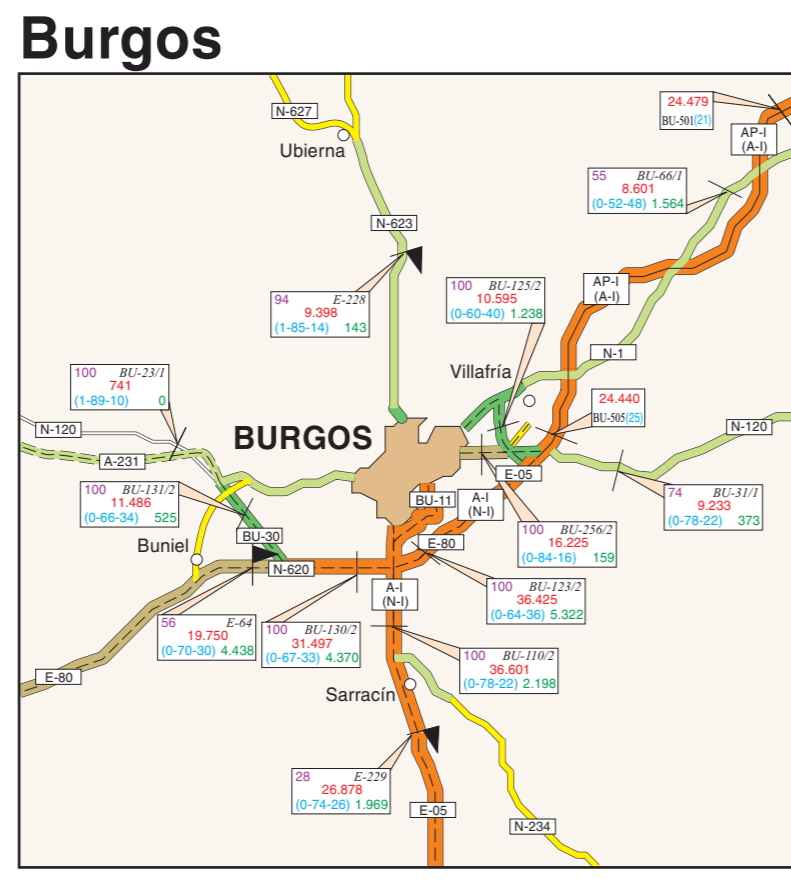 Burgos
N-627
Ubierna
24.479
BU-501(21)
AP-I
(A-I)
55 BU-66/1
8.601
(0-52-48) 1.564
N-623
94 E-228
9.398
(1-85-14) 143
100 BU-125/2
10.595
(0-60-40) 1.238
AP-I
(A-I)
N-1
Villafría
100 BU-23/1
741
(1-89-10) 0
24.440
BU-505(25)
N-120
N-120
BURGOS
A-231
E-05
100 BU-131/2
11.486
(0-66-34) 525
74 BU-31/1
9.233
(0-78-22) 373
BU-11
A-I
(N-I)
100 BU-256/2
16.225
(0-84-16) 159
BU-30
Buniel
E-80
N-620
100 BU-123/2
36.425
(0-64-36) 5.322
A-I
(N-I)
56 E-64
19.750
(0-70-30) 4.438
100 BU-130/2
31.497
(0-67-33) 4.370
100 BU-110/2
36.601
(0-78-22) 2.198
E-80
Sarracín
28 E-229
26.878
(0-74-26) 1.969
E-05
N-234